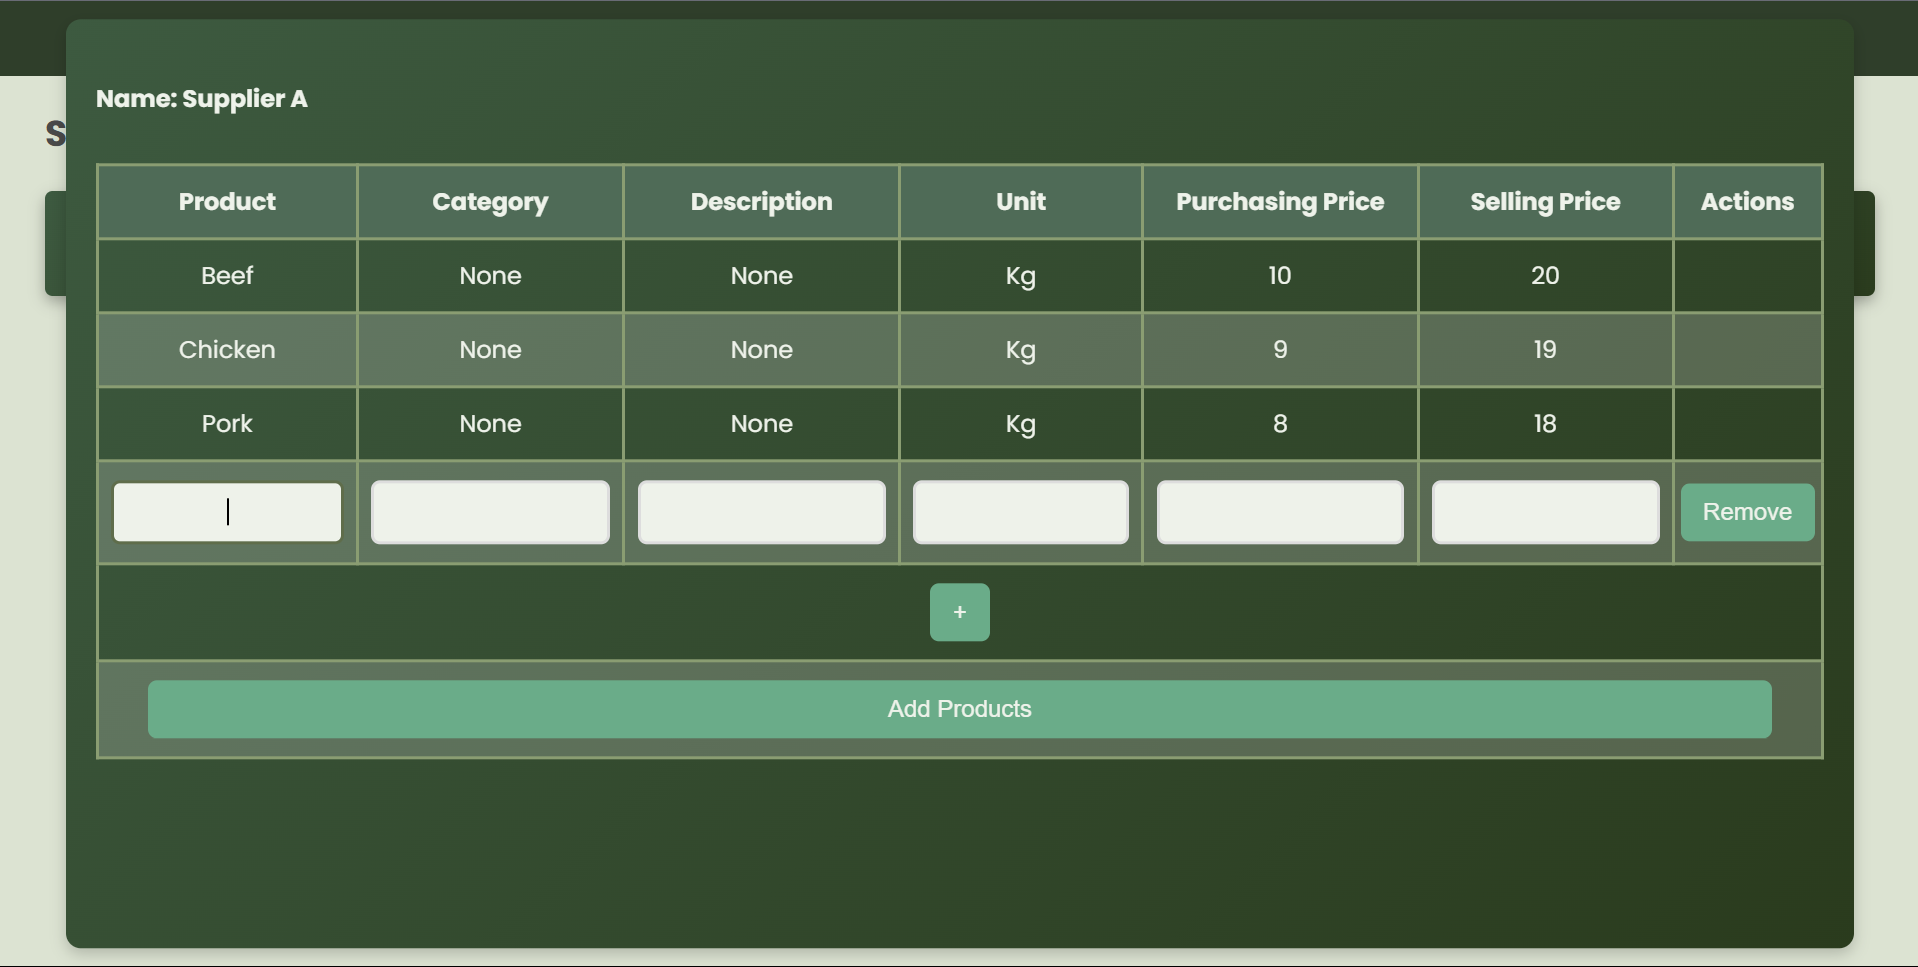 Name: Supplier A
S
Product Category Description Unit Purchasing Price Selling Price Actions
Beef None None Kg 10 20
Chicken None None Kg 9 19
Pork None None Kg 8 18
Remove
+
Add Products